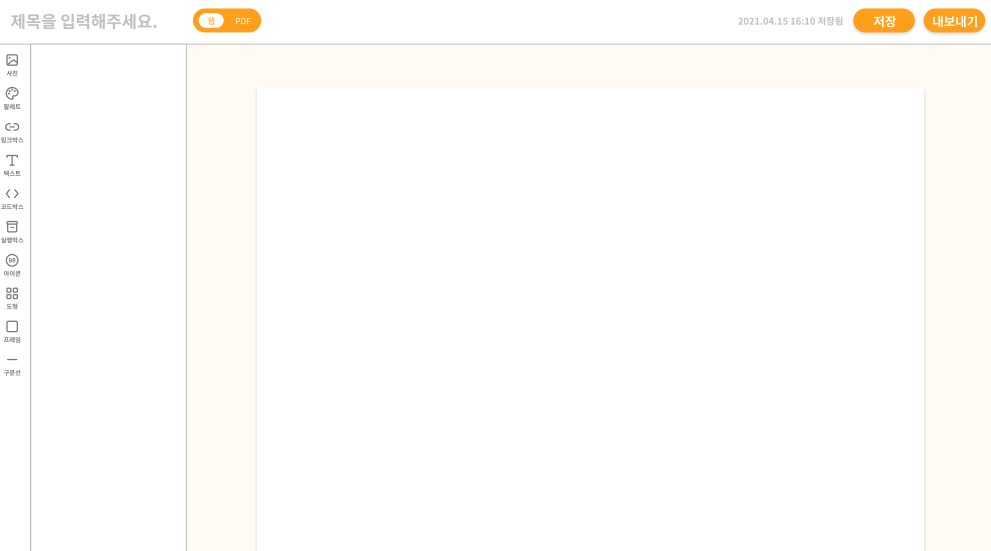 제목을 입력해주세요.
웹 PDF
2021.04.15 16:10 저장됨
저장
내보내기
사진
팔레트
링크박스
텍스트
코드박스
실행박스
아이콘
도형
프레임
구분선